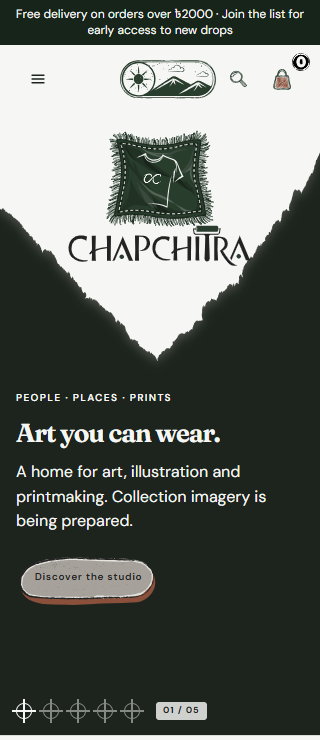 Free delivery on orders over ৳2000 · Join the list for
early access to new drops
0
CC
CHAPCHITRA
PEOPLE · PLACES · PRINTS
Art you can wear.
A home for art, illustration and
printmaking. Collection imagery is
being prepared.
Discover the studio
01 / 05